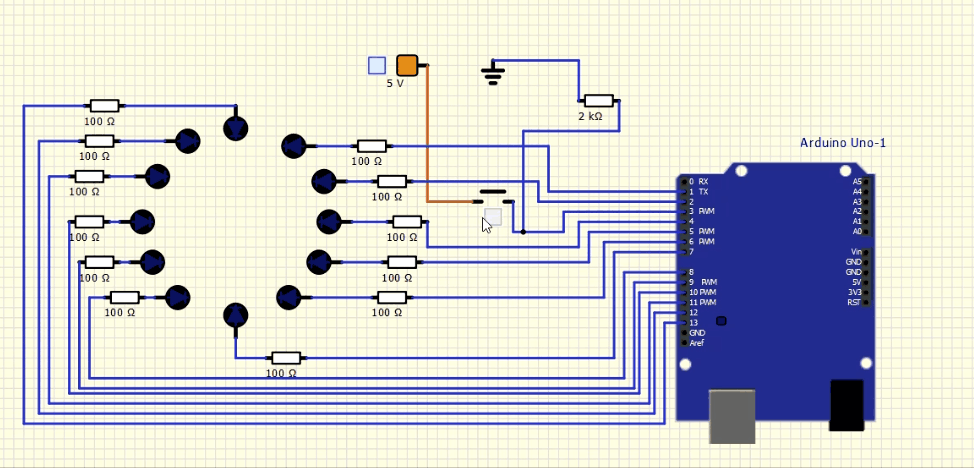 5 V
100 Ω
2 kΩ
Arduino Uno-1
100 Ω
100 Ω
100 Ω
100 Ω
100 Ω
100 Ω
100 Ω
100 Ω
100 Ω
100 Ω
100 Ω
100 Ω
0 RX
1 TX
2
3 PWM
4
5 PWM
6 PWM
7
8
9 PWM
10 PWM
11 PWM
12
13
GND
Aref
A5
A4
A3
A2
A1
A0
Vin
GND
GND
5V
3V3
RST